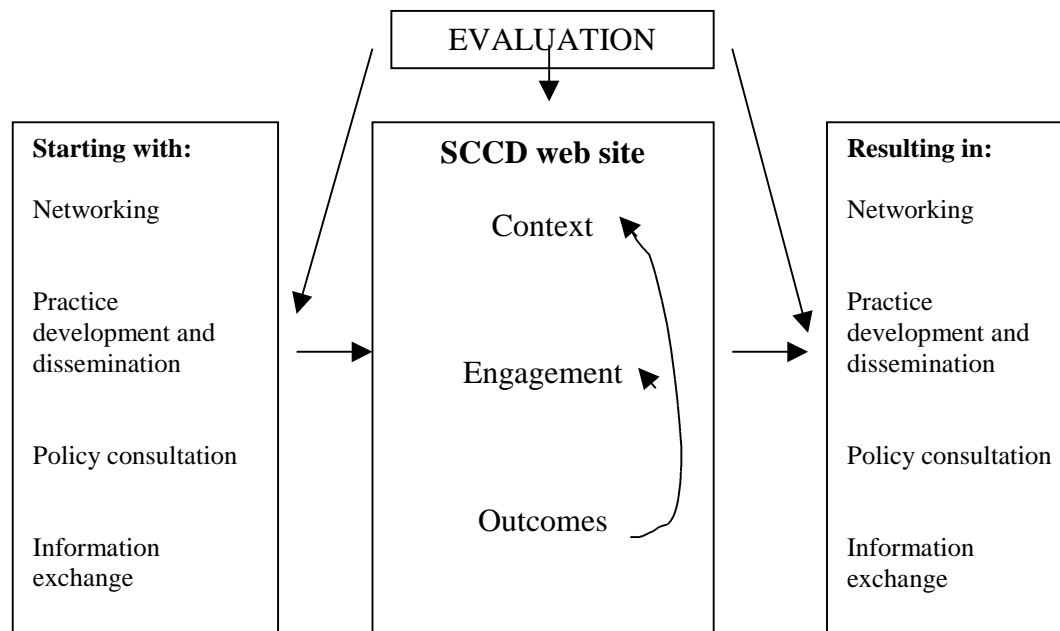 EVALUATION
Starting with:
Networking
Practice
development and
dissemination
Policy consultation
Information
exchange
SCCD web site
Context
Engagement
Outcomes
Resulting in:
Networking
Practice
development and
dissemination
Policy consultation
Information
exchange